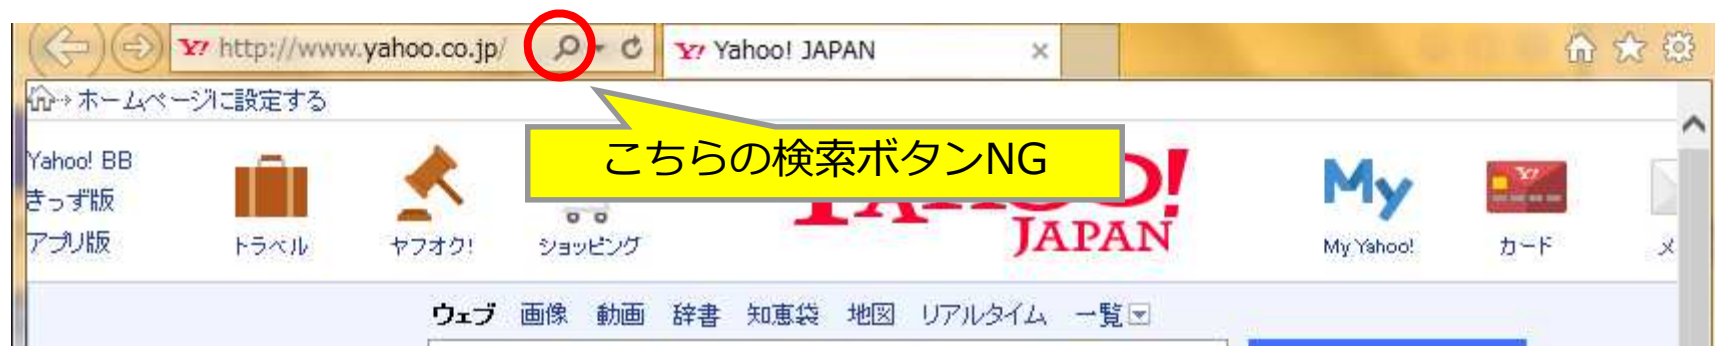 http://www.yahoo.co.jp/
Yahoo! JAPAN
ホームページに設定する
こちらの検索ボタンNG
Yahoo! BB
きっず版
アプリ版
トラベル
ヤフオク!
ショッピング
JAPAN
My
My Yahoo!
Y!
カード
メ
ウェブ 画像 動画 辞書 知恵袋 地図 リアルタイム 一覧